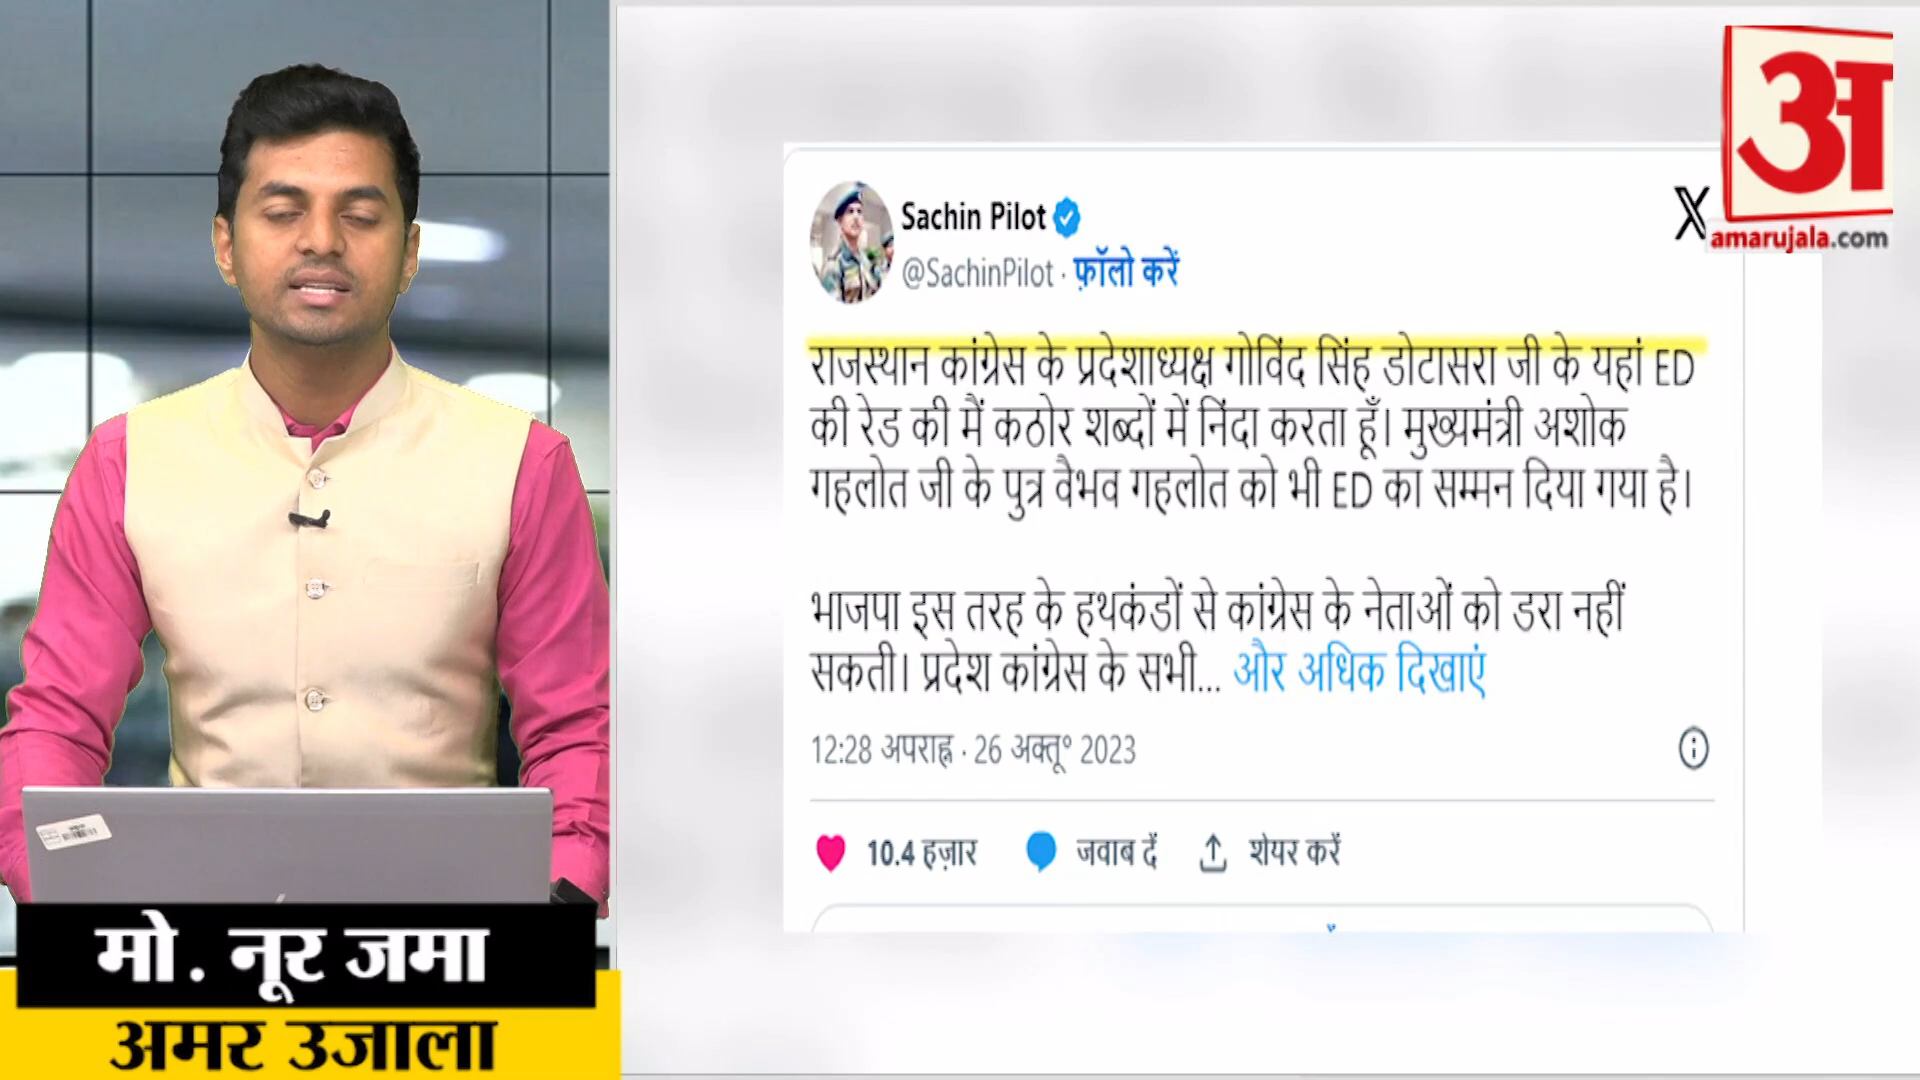 अ
amarujala.com
X
Sachin Pilot
@SachinPilot · फ़ॉलो करें
राजस्थान कांग्रेस के प्रदेशाध्यक्ष गोविंद सिंह डोटासरा जी के यहां ED
की रेड की मैं कठोर शब्दों में निंदा करता हूँ। मुख्यमंत्री अशोक
गहलोत जी के पुत्र वैभव गहलोत को भी ED का सम्मन दिया गया है।
भाजपा इस तरह के हथकंडों से कांग्रेस के नेताओं को डरा नहीं
सकती। प्रदेश कांग्रेस के सभी... और अधिक दिखाएं
12:28 अपराह्न · 26 अक्तू॰ 2023
10.4 हज़ार जवाब दें शेयर करें
मो. नूर जमा
अमर उजाला